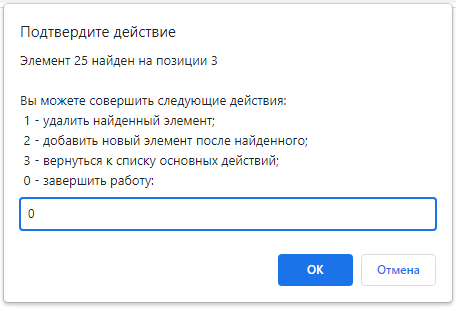 Подтвердите действие
Элемент 25 найден на позиции 3
Вы можете совершить следующие действия:
1 - удалить найденный элемент;
2 - добавить новый элемент после найденного;
3 - вернуться к списку основных действий;
0 - завершить работу:
0
ОК Отмена